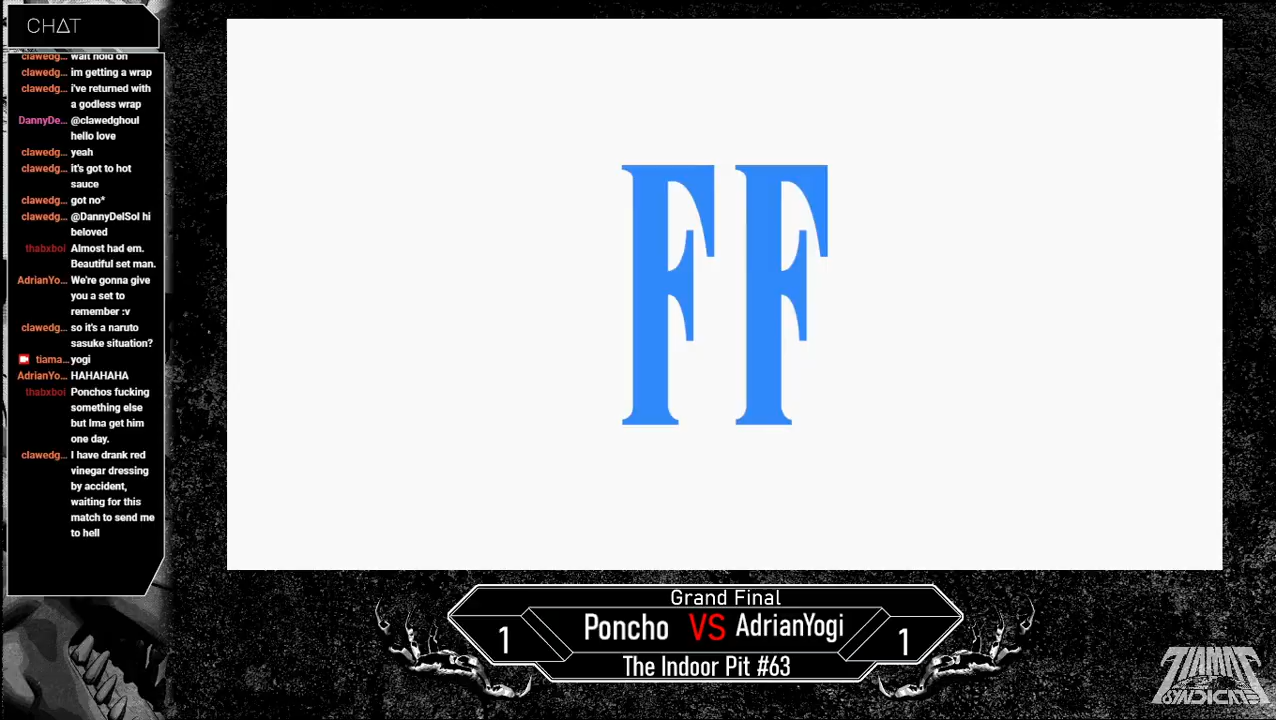 CHAT
clawedg... wait hold on
clawedg... im getting a wrap
clawedg... i've returned with
a godless wrap
DannyDe... @clawedghoul
hello love
clawedg... yeah
clawedg... it's got to hot
sauce
clawedg... got no*
clawedg... @DannyDelSol hi
beloved
thabxboi Almost had em.
Beautiful set man.
AdrianYo... We're gonna give
you a set to
remember :v
clawedg... so it's a naruto
sasuke situation?
tiama... yogi
AdrianYo... HAHAHAHA
thabxboi Ponchos fucking
something else
but Ima get him
one day.
clawedg... I have drank red
vinegar dressing
by accident,
waiting for this
match to send me
to hell
FF
Grand Final
1 Poncho VS AdrianYogi 1
The Indoor Pit #63
TIAMAT
SYNDICATE